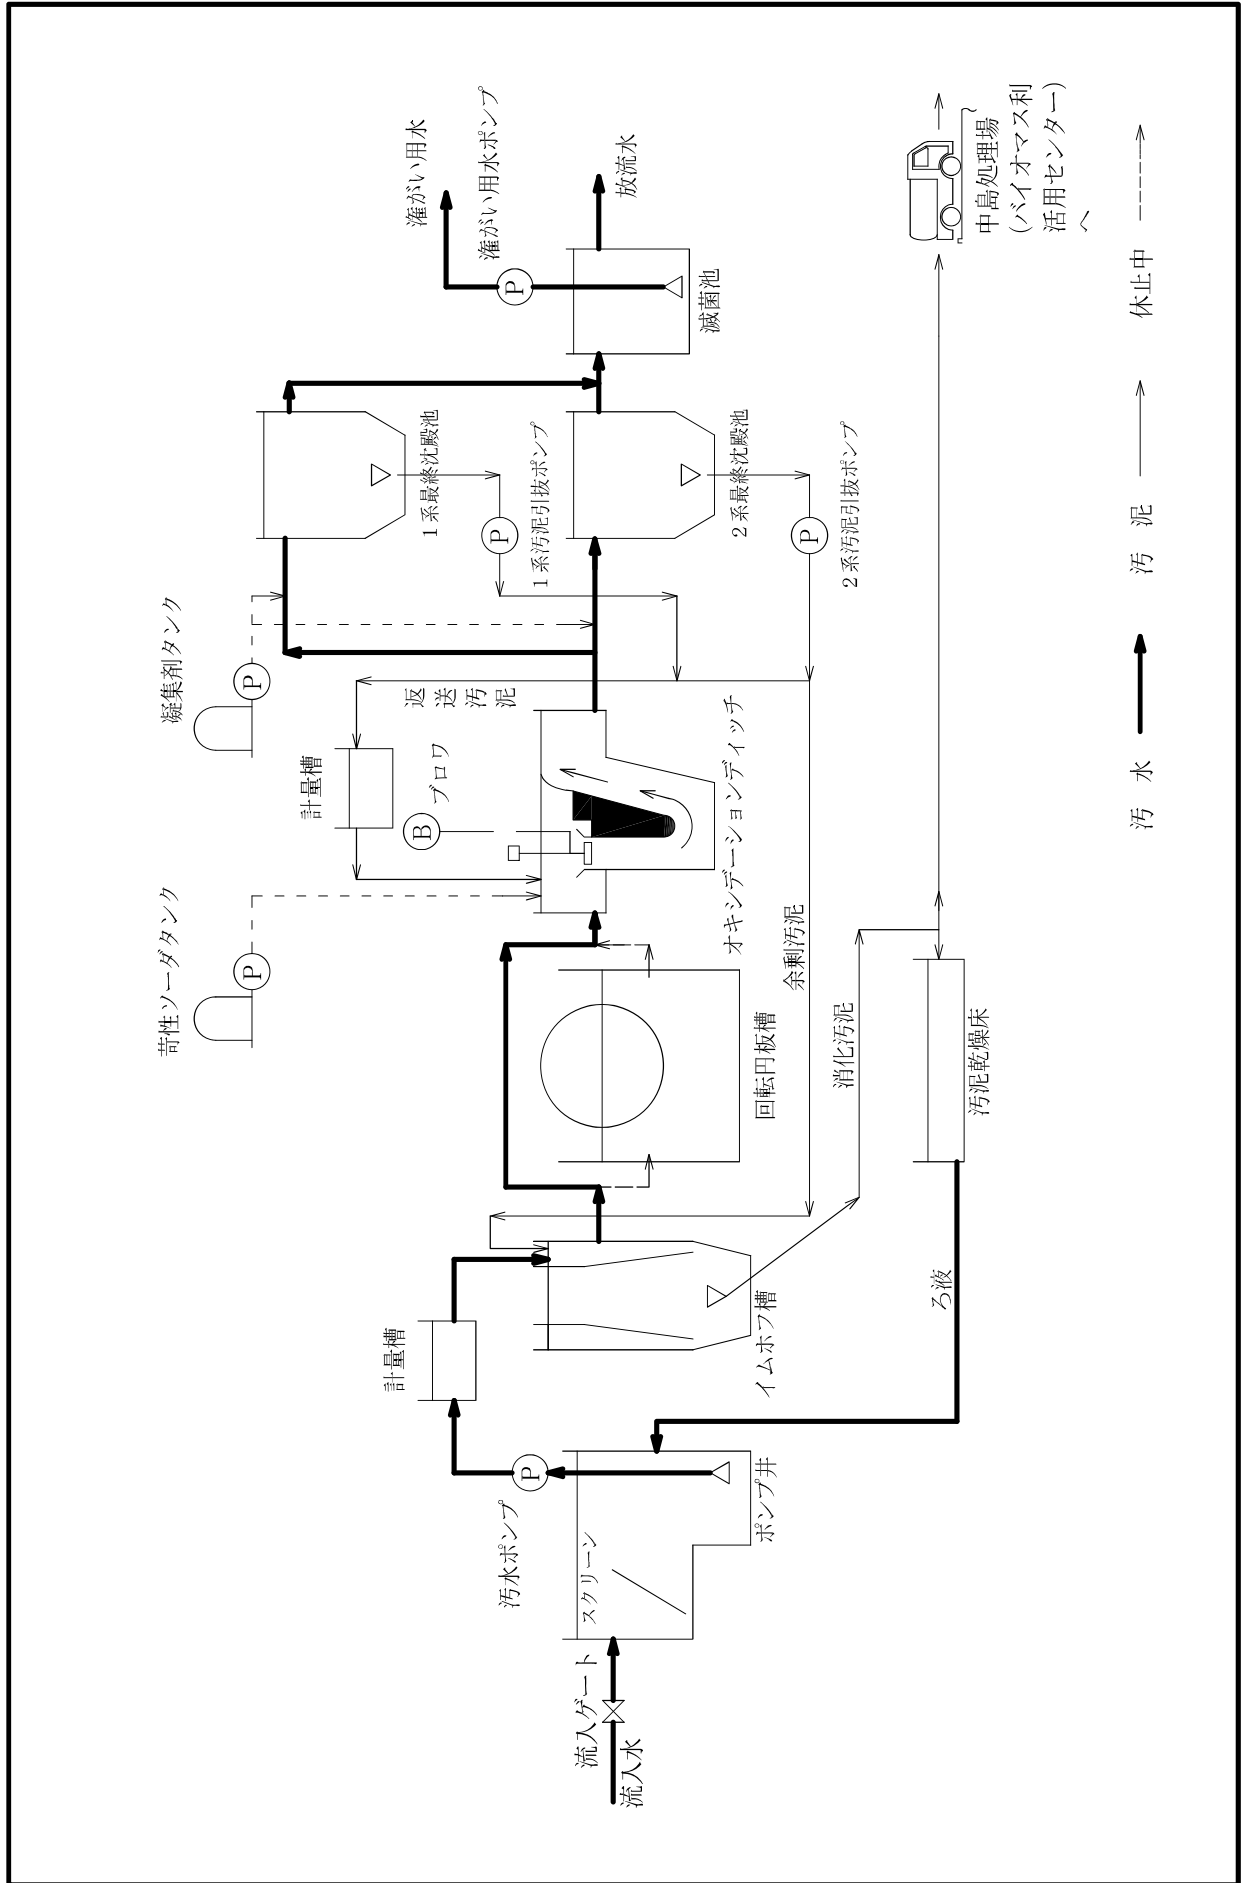 流入水
流入ゲート
スクリーン
汚水ポンプ
P
ポンプ井
計量槽
イムホフ槽
回転円板槽
苛性ソーダタンク
P
計量槽
B
ブロワ
オキシデーションディッチ
返送汚泥
凝集剤タンク
P
1系最終沈殿池
P
1系汚泥引抜ポンプ
2系最終沈殿池
P
2系汚泥引抜ポンプ
滅菌池
P
潅がい用水ポンプ
潅がい用水
放流水
余剰汚泥
消化汚泥
汚泥乾燥床
ろ液
中島処理場
(バイオマス利
活用センター)
へ
汚 水
汚 泥
休止中